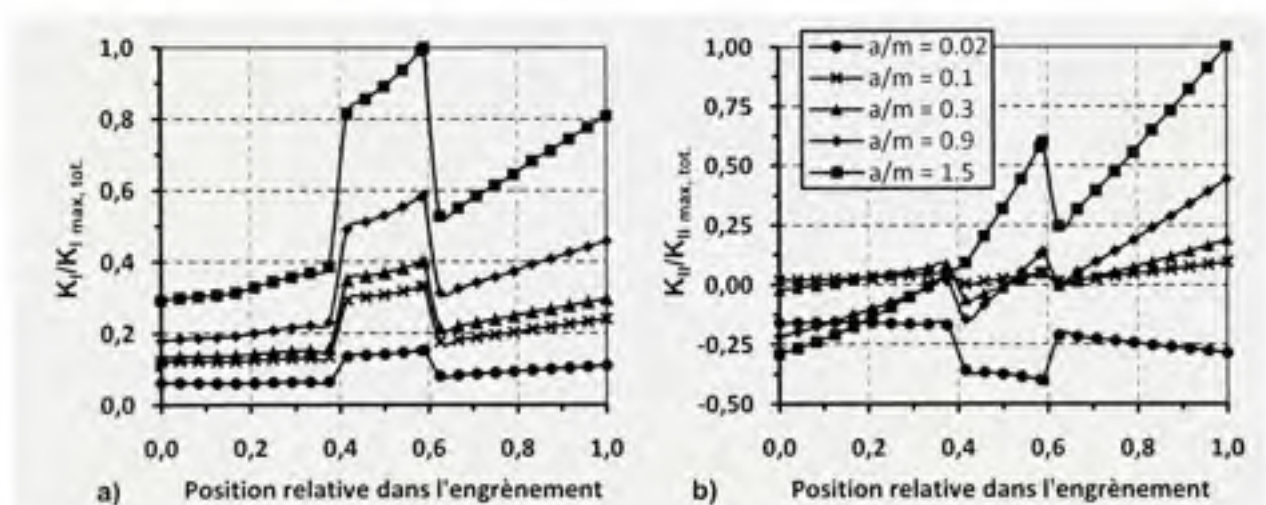 1,0
0,8
0,6
0,4
0,2
0,0
K_I/K_I max, tot.
0,0 0,2 0,4 0,6 0,8 1,0
a) Position relative dans l'engrènement
1,00
0,75
0,50
0,25
0,00
-0,25
-0,50
K_II/K_II max, tot.
a/m = 0.02
a/m = 0.1
a/m = 0.3
a/m = 0.9
a/m = 1.5
0,0 0,2 0,4 0,6 0,8 1,0
b) Position relative dans l'engrènement